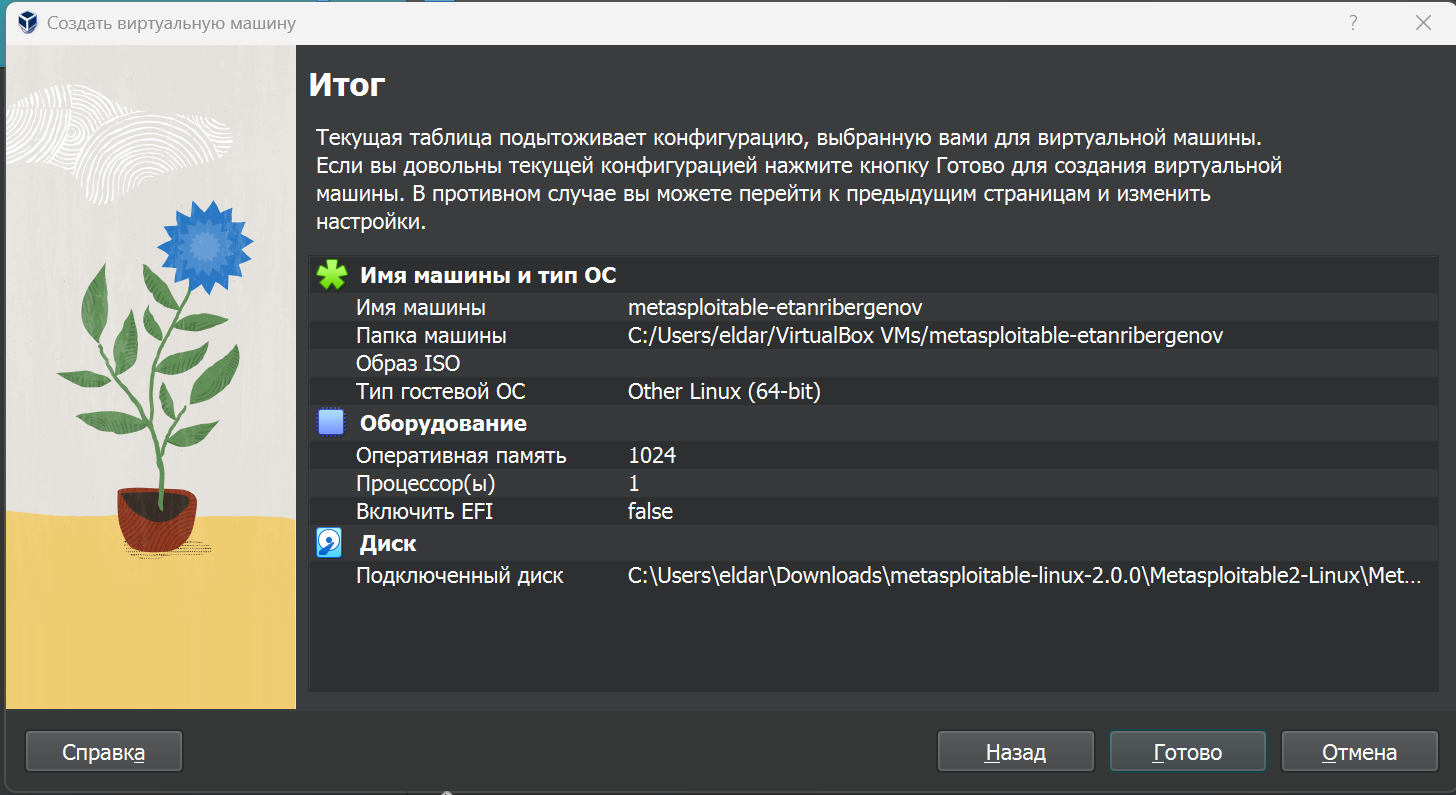 Создать виртуальную машину
?
Итог
Текущая таблица подытоживает конфигурацию, выбранную вами для виртуальной машины.
Если вы довольны текущей конфигурацией нажмите кнопку Готово для создания виртуальной
машины. В противном случае вы можете перейти к предыдущим страницам и изменить
настройки.
Имя машины и тип ОС
Имя машины metasploitable-etanribergenov
Папка машины C:/Users/eldar/VirtualBox VMs/metasploitable-etanribergenov
Образ ISO
Тип гостевой ОС Other Linux (64-bit)
Оборудование
Оперативная память 1024
Процессор(ы) 1
Включить EFI false
Диск
Подключенный диск C:\Users\eldar\Downloads\metasploitable-linux-2.0.0\Metasploitable2-Linux\Met...
Справка
Назад
Готово
Отмена